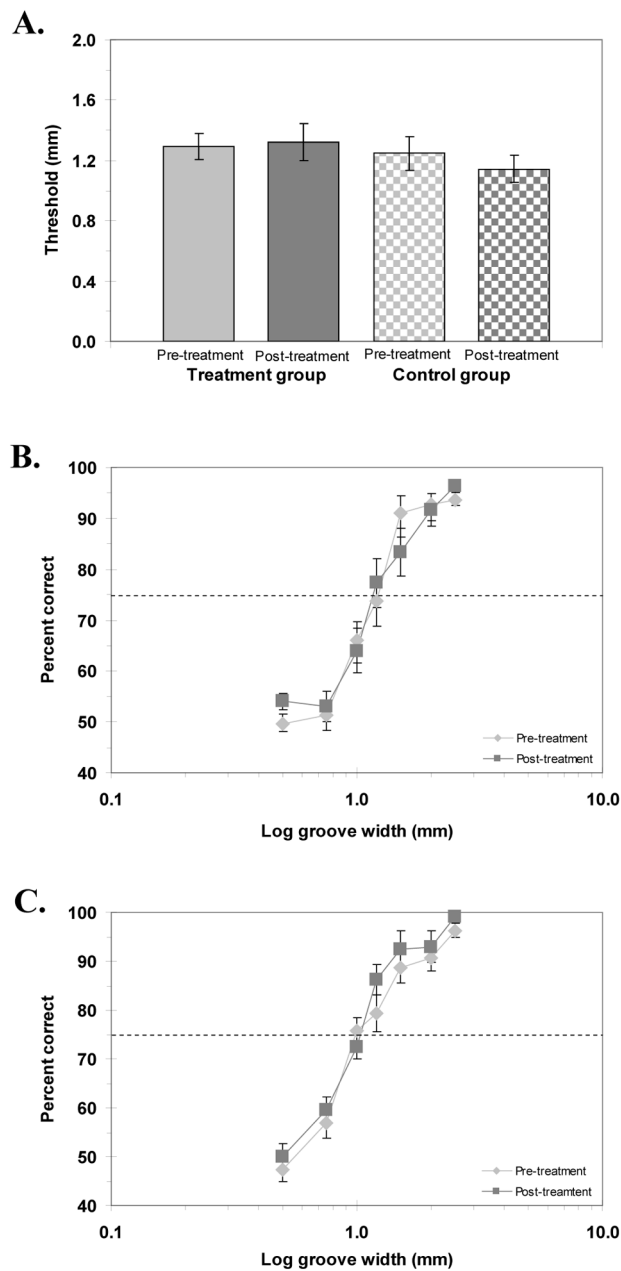 A.
2.0
1.6
1.2
0.8
0.4
0.0
Threshold (mm)
Pre-treatment Post-treatment Pre-treatment Post-treatment
Treatment group Control group
B.
100
90
80
70
60
50
40
Percent correct
Pre-treatment
Post-treatment
0.1 1.0 10.0
Log groove width (mm)
C.
100
90
80
70
60
50
40
Percent correct
Pre-treatment
Post-treamtent
0.1 1.0 10.0
Log groove width (mm)